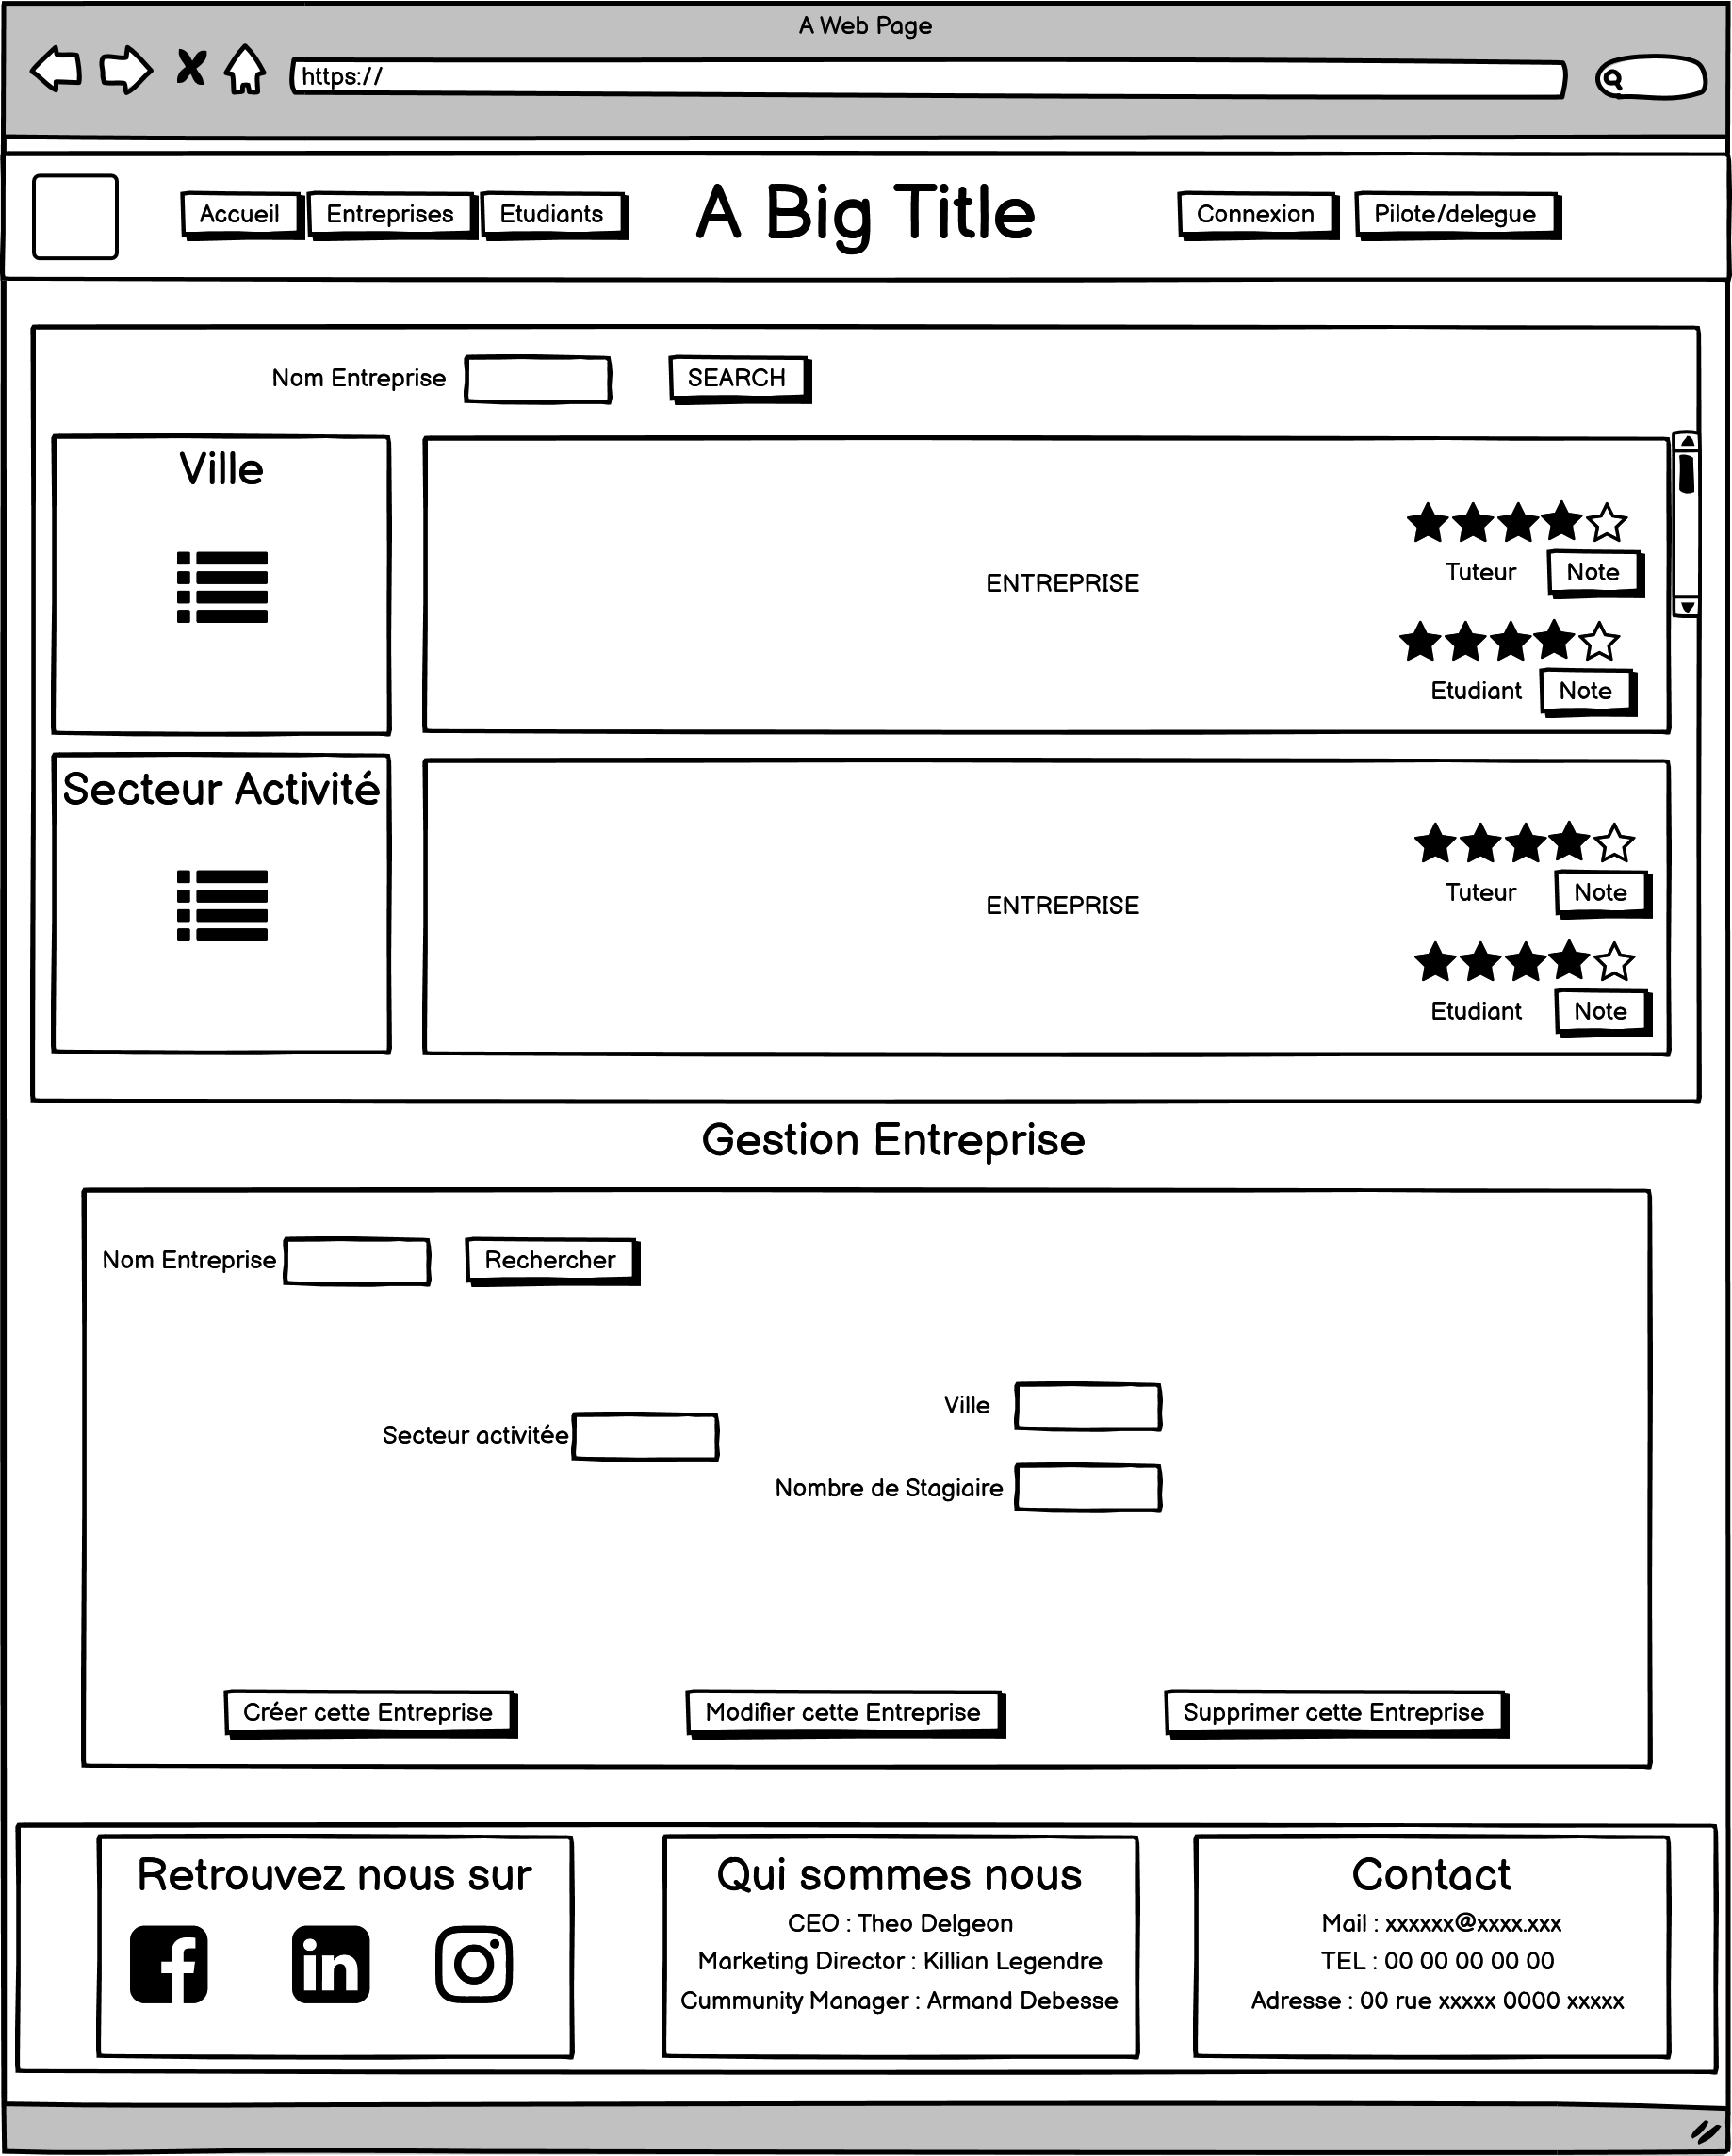 A Web Page
https://
Accueil
Entreprises
Etudiants
A Big Title
Connexion
Pilote/delegue
Nom Entreprise
SEARCH
Ville
ENTREPRISE
Tuteur
Note
Etudiant
Note
Secteur Activité
ENTREPRISE
Tuteur
Note
Etudiant
Note
Gestion Entreprise
Nom Entreprise
Rechercher
Ville
Secteur activitée
Nombre de Stagiaire
Créer cette Entreprise
Modifier cette Entreprise
Supprimer cette Entreprise
Retrouvez nous sur
Qui sommes nous
CEO : Theo Delgeon
Marketing Director : Killian Legendre
Cummunity Manager : Armand Debesse
Contact
Mail : xxxxxx@xxxx.xxx
TEL : 00 00 00 00 00
Adresse : 00 rue xxxxx 0000 xxxxx